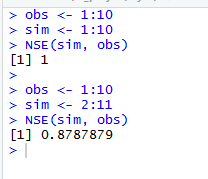 > obs <- 1:10
> sim <- 1:10
> NSE(sim, obs)
[1] 1
>
> obs <- 1:10
> sim <- 2:11
> NSE(sim, obs)
[1] 0.8787879
>